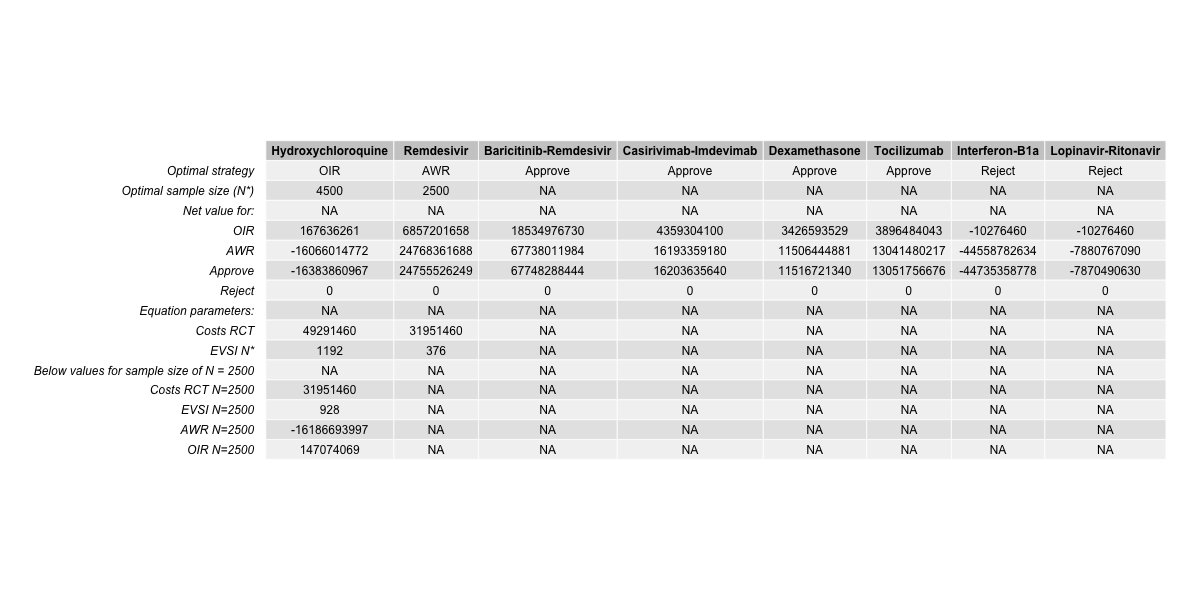 Hydroxychloroquine Remdesivir Baricitinib-Remdesivir Casirivimab-Imdevimab Dexamethasone Tocilizumab Interferon-B1a Lopinavir-Ritonavir
Optimal strategy OIR AWR Approve Approve Approve Approve Reject Reject
Optimal sample size (N*) 4500 2500 NA NA NA NA NA NA
Net value for: NA NA NA NA NA NA NA NA
OIR 167636261 6857201658 18534976730 4359304100 3426593529 3896484043 -10276460 -10276460
AWR -16066014772 24768361688 67738011984 16193359180 11506444881 13041480217 -44558782634 -7880767090
Approve -16383860967 24755526249 67748288444 16203635640 11516721340 13051756676 -44735358778 -7870490630
Reject 0 0 0 0 0 0 0 0
Equation parameters: NA NA NA NA NA NA NA NA
Costs RCT 49291460 31951460 NA NA NA NA NA NA
EVSI N* 1192 376 NA NA NA NA NA NA
Below values for sample size of N = 2500 NA NA NA NA NA NA NA NA
Costs RCT N=2500 31951460 NA NA NA NA NA NA NA
EVSI N=2500 928 NA NA NA NA NA NA NA
AWR N=2500 -16186693997 NA NA NA NA NA NA NA
OIR N=2500 147074069 NA NA NA NA NA NA NA